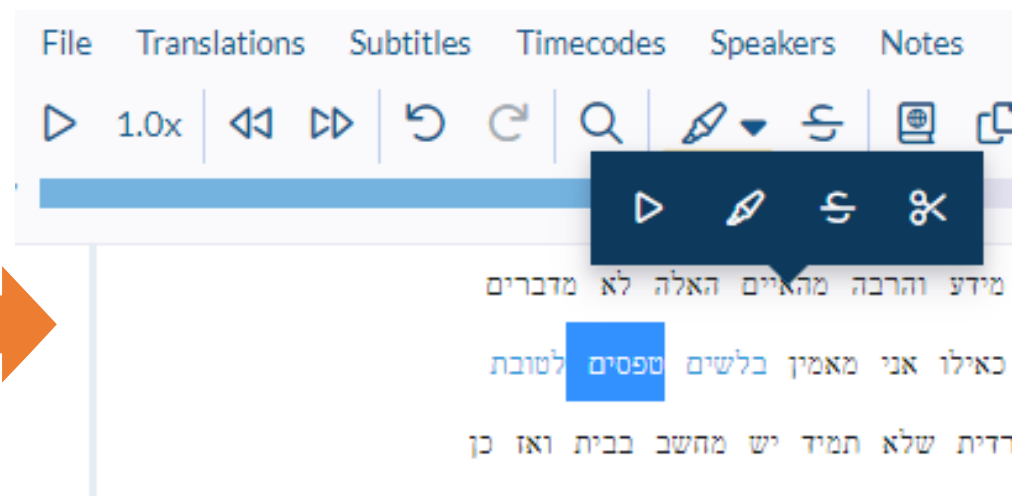 File Translations Subtitles Timecodes Speakers Notes
1.0x
מידע והרבה מהאיים האלה לא מדברים
כאילו אני מאמין בלשים טפסים לטובת
רדית שלא תמיד יש מחשב בבית ואז כן